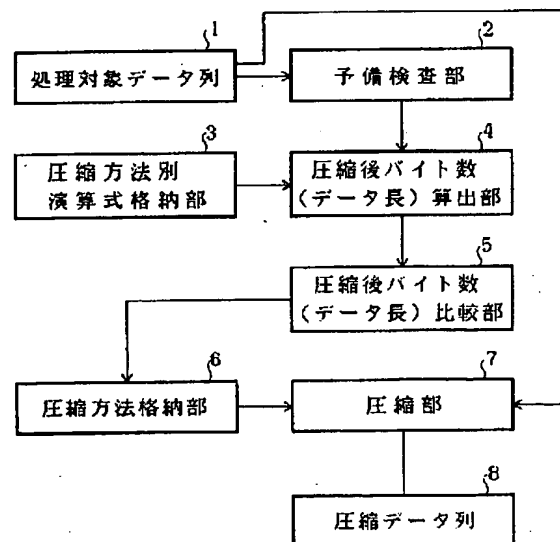 1
処理対象データ列
2
予備検査部
3
圧縮方法別
演算式格納部
4
圧縮後バイト数
(データ長)算出部
5
圧縮後バイト数
(データ長)比較部
6
圧縮方法格納部
7
圧縮部
8
圧縮データ列